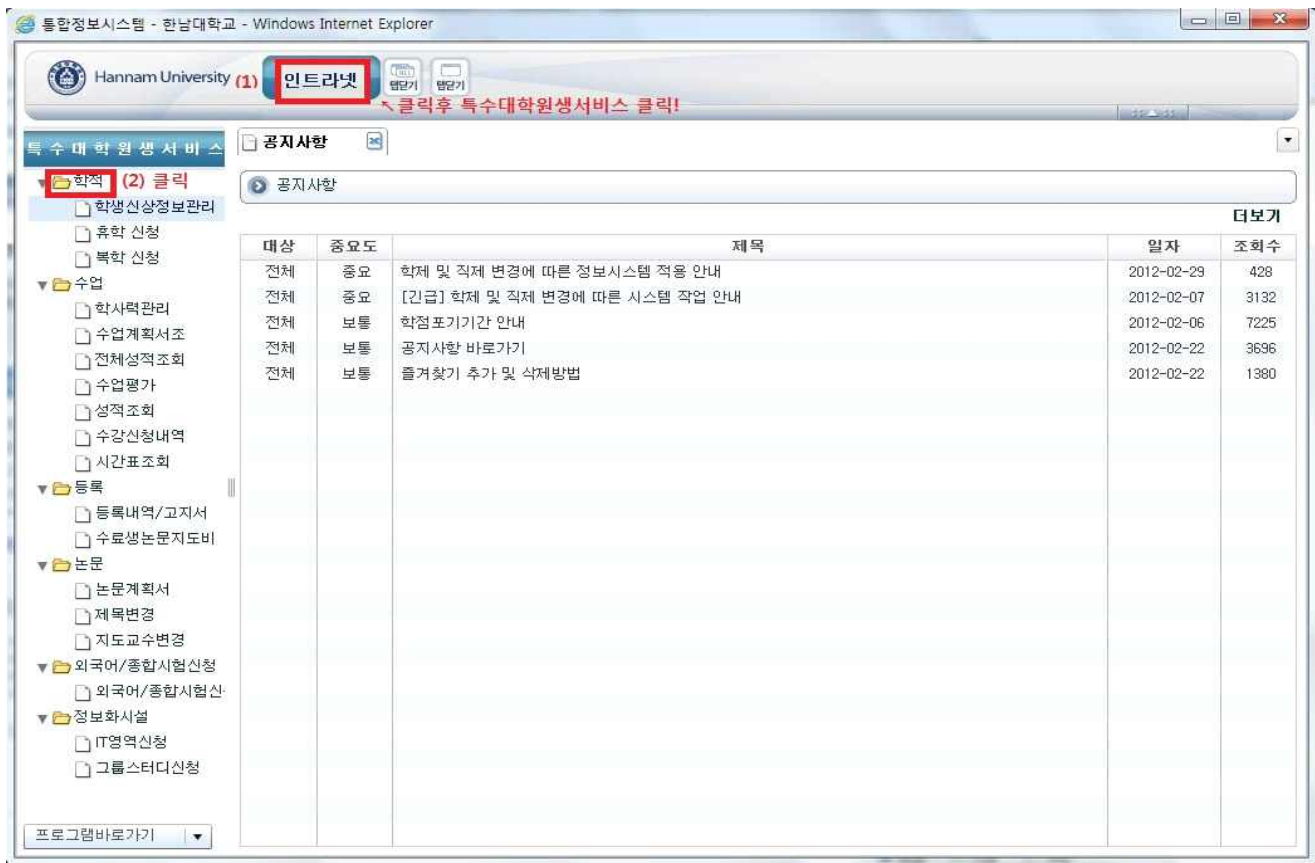 통합정보시스템 - 한남대학교 - Windows Internet Explorer
Hannam University (1) 인트라넷 탭닫기 탭닫기
↖클릭후 특수대학원생서비스 클릭!
특수대학원생서비스
학적 (2) 클릭
학생신상정보관리
휴학 신청
복학 신청
수업
학사력관리
수업계획서조
전체성적조회
수업평가
성적조회
수강신청내역
시간표조회
등록
등록내역/고지서
수료생논문지도비
논문
논문계획서
제목변경
지도교수변경
외국어/종합시험신청
외국어/종합시험신
정보화시설
IT영역신청
그룹스터디신청
프로그램바로가기
공지사항
공지사항
더보기
대상 중요도 제목 일자 조회수
전체 중요 학제 및 직제 변경에 따른 정보시스템 적용 안내 2012-02-29 428
전체 중요 [긴급] 학제 및 직제 변경에 따른 시스템 작업 안내 2012-02-07 3132
전체 보통 학점포기기간 안내 2012-02-06 7225
전체 보통 공지사항 바로가기 2012-02-22 3696
전체 보통 즐겨찾기 추가 및 삭제방법 2012-02-22 1380